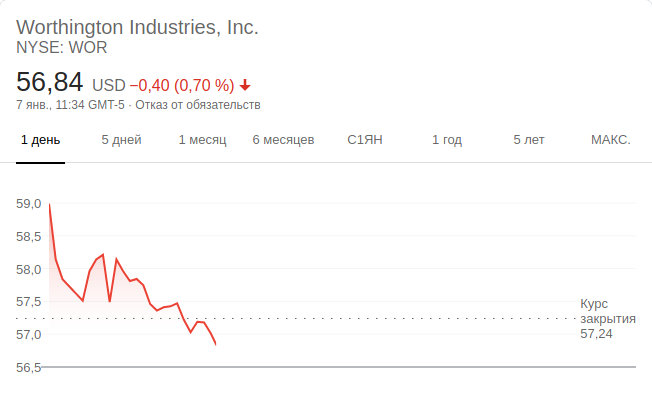 Worthington Industries, Inc.
NYSE: WOR
56,84 USD −0,40 (0,70 %)
7 янв., 11:34 GMT-5 · Отказ от обязательств
1 день 5 дней 1 месяц 6 месяцев С1ЯН 1 год 5 лет МАКС.
59,0
58,5
58,0
57,5
Курс
закрытия
57,24
57,0
56,5